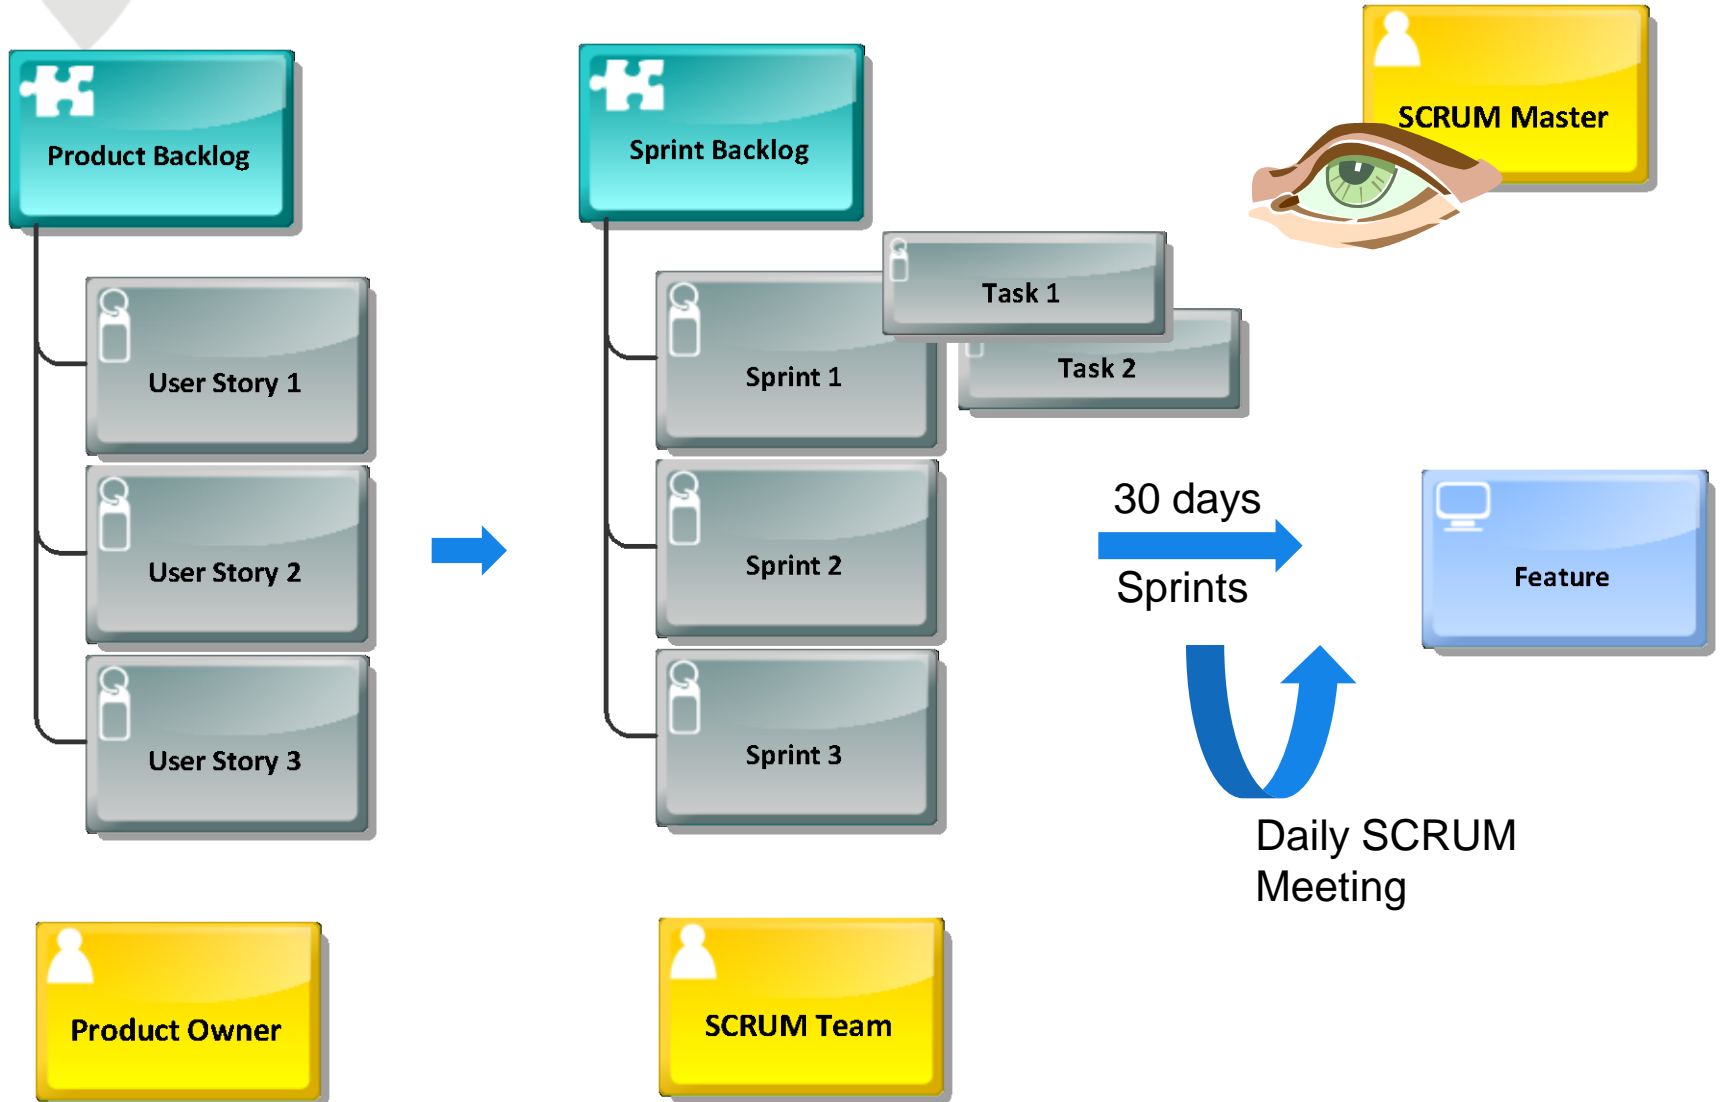 SCRUM Master
Product Backlog
Sprint Backlog
Task 1
Task 2
User Story 1
Sprint 1
User Story 2
Sprint 2
30 days
Sprints
Feature
User Story 3
Sprint 3
Daily SCRUM
Meeting
Product Owner
SCRUM Team